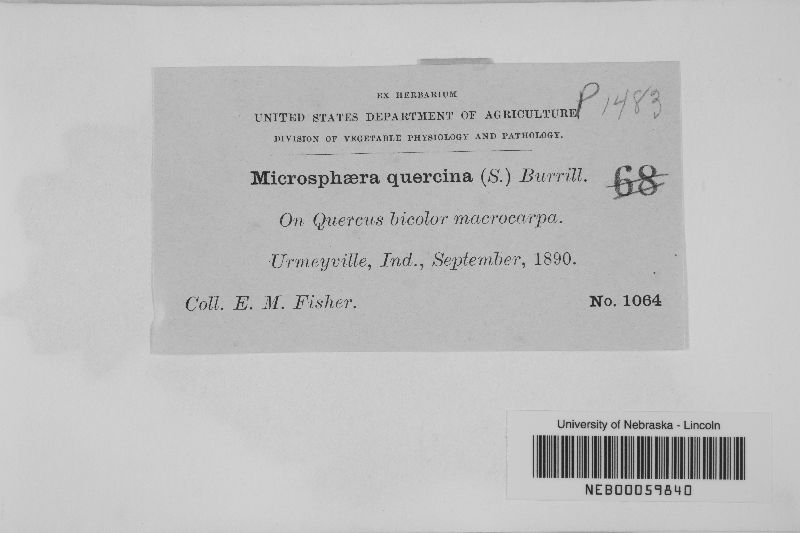 EX HERBARIUM
UNITED STATES DEPARTMENT OF AGRICULTURE P 1483
DIVISION OF VEGETABLE PHYSIOLOGY AND PATHOLOGY.
Microsphæra quercina (S.) Burrill. 68
On Quercus bicolor macrocarpa.
Urmeyville, Ind., September, 1890.
Coll. E. M. Fisher. No. 1064
University of Nebraska - Lincoln
NEB00059840